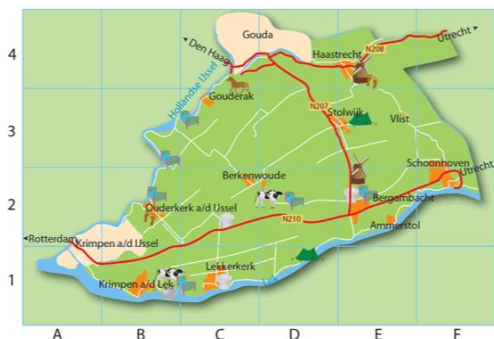 Gouda
Utrecht
4
Den Haag
N208
Haastrecht
Hollandse IJssel
Gouderak
N207
3
Stolwijk
Vlist
Schoonhoven
Utrecht
Berkenwoude
2
Ouderkerk a/d IJssel
Bergambacht
N210
Ammerstol
Rotterdam
Krimpen a/d IJssel
Lekkerkerk
1
Krimpen a/d Lek
A B C D E F